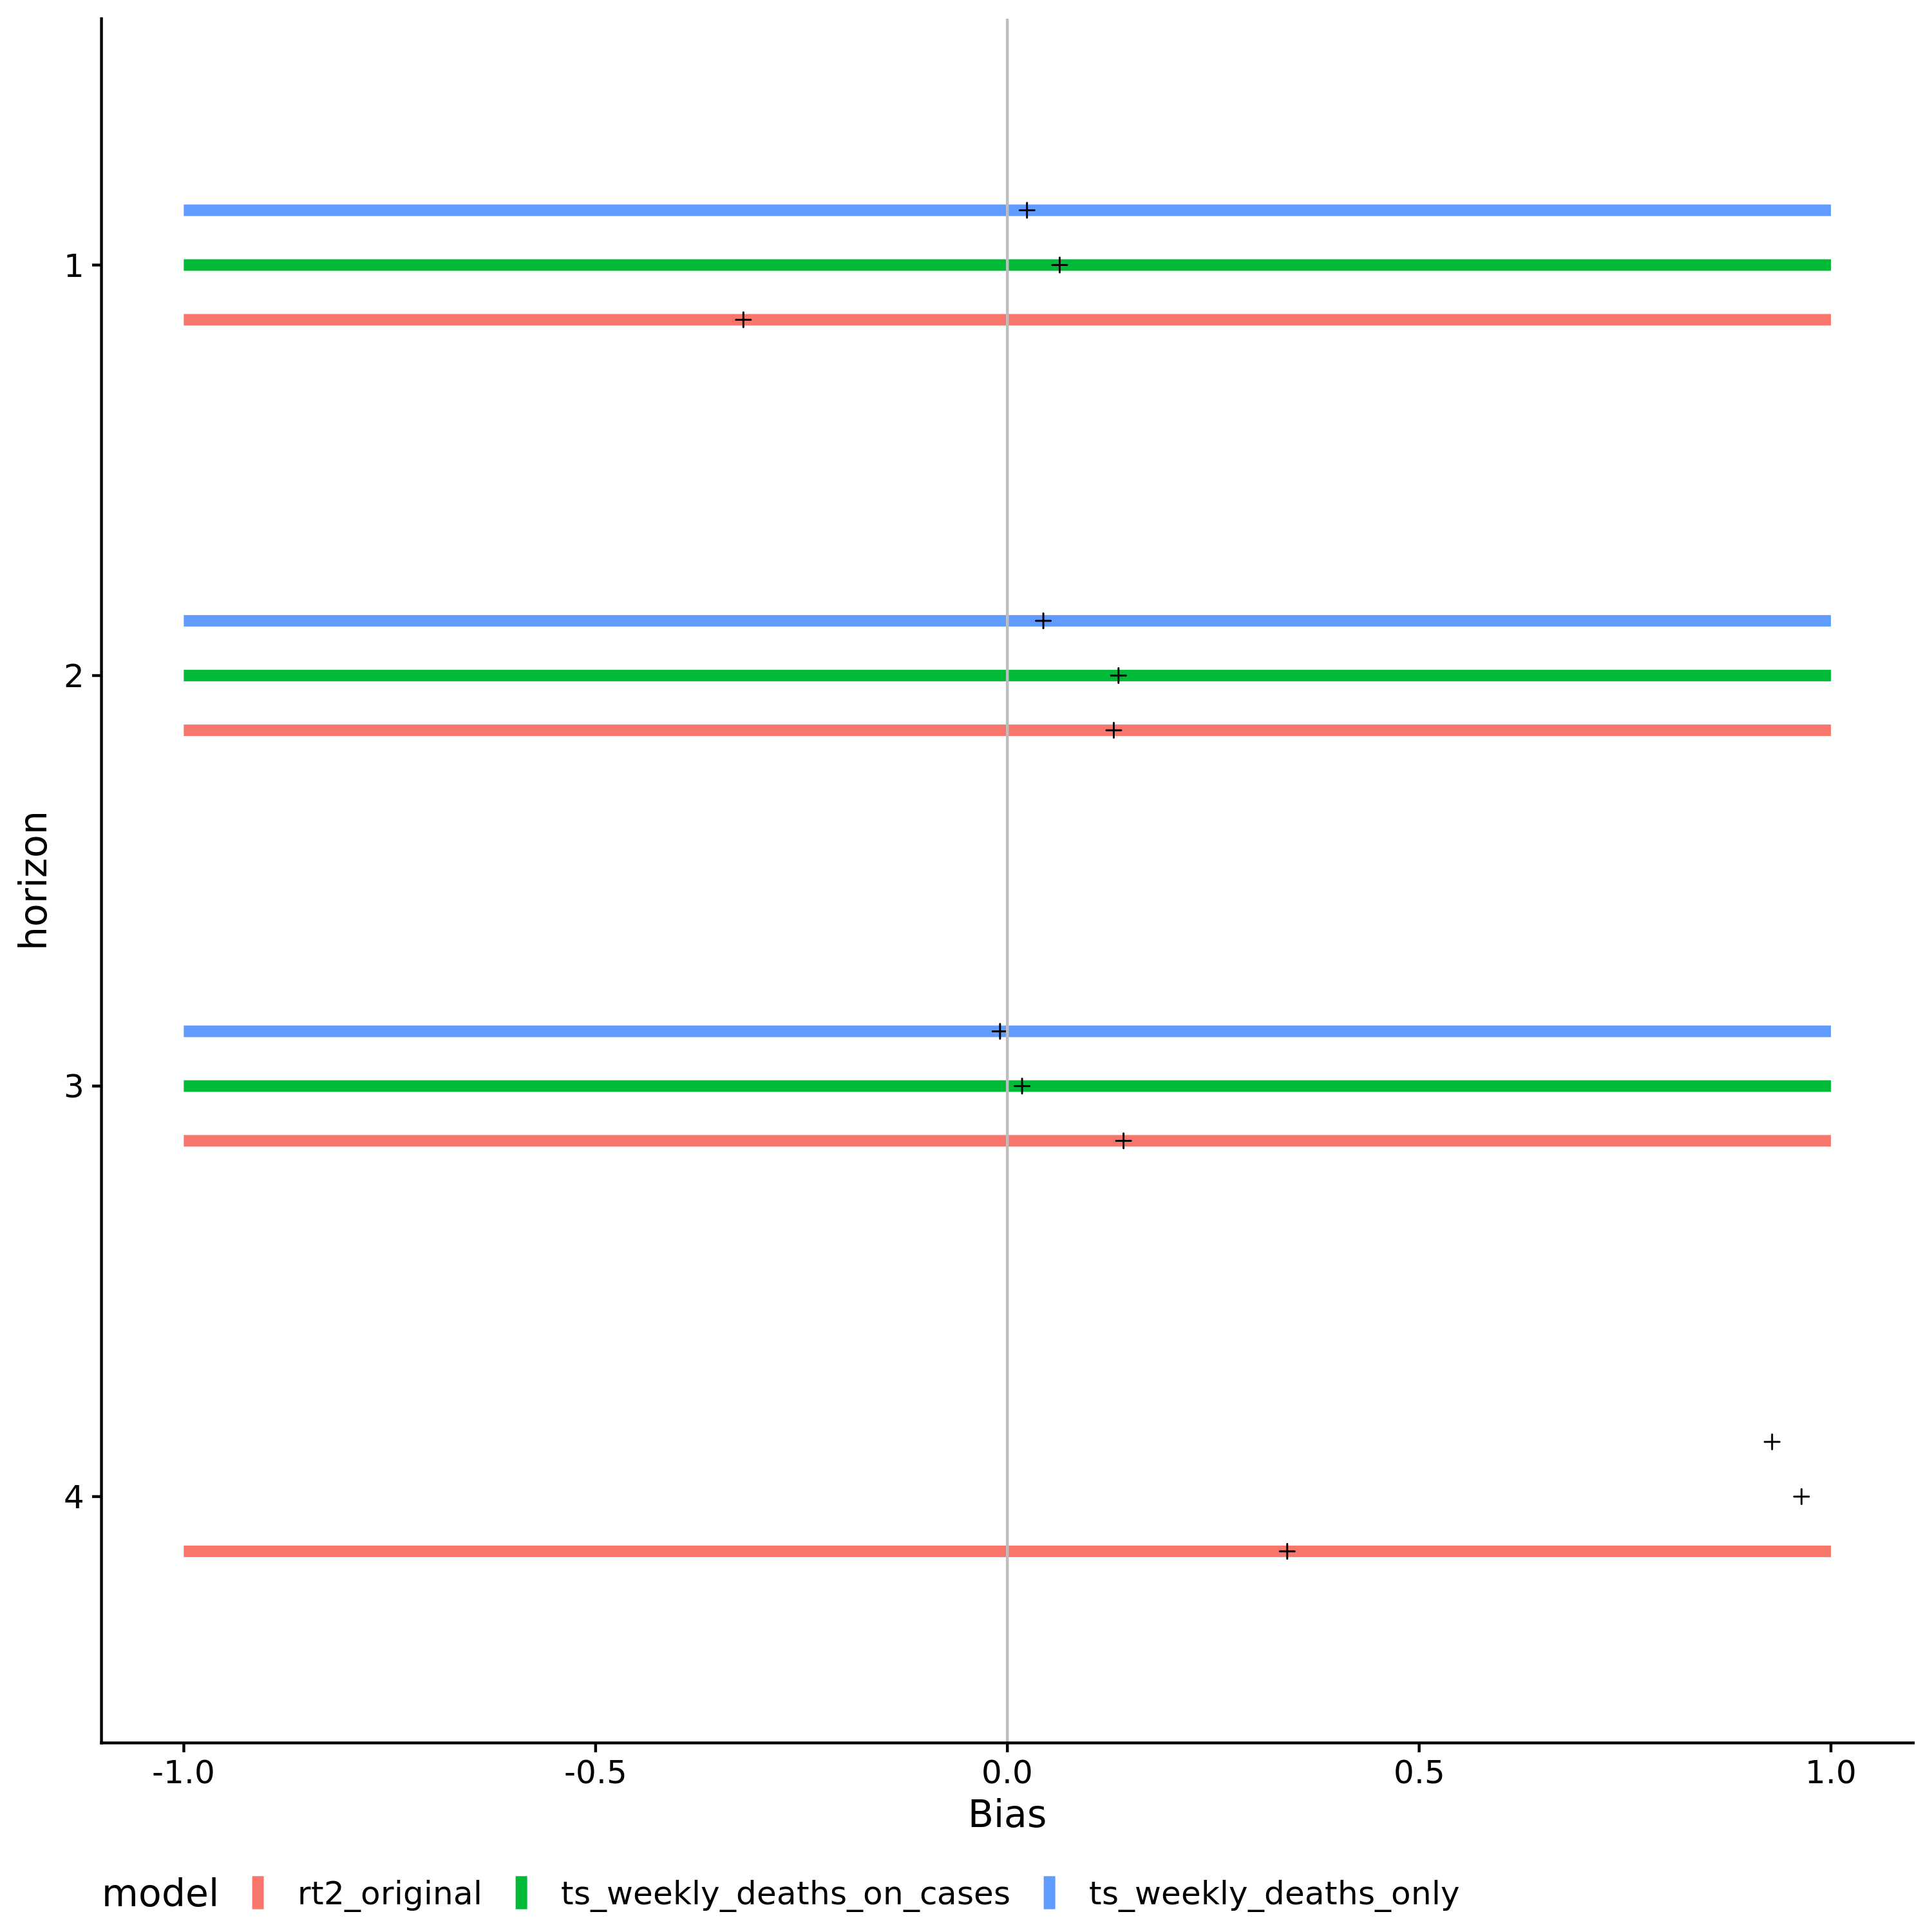 1
2
3
4
horizon
-1.0 -0.5 0.0 0.5 1.0
Bias
model rt2_original ts_weekly_deaths_on_cases ts_weekly_deaths_only